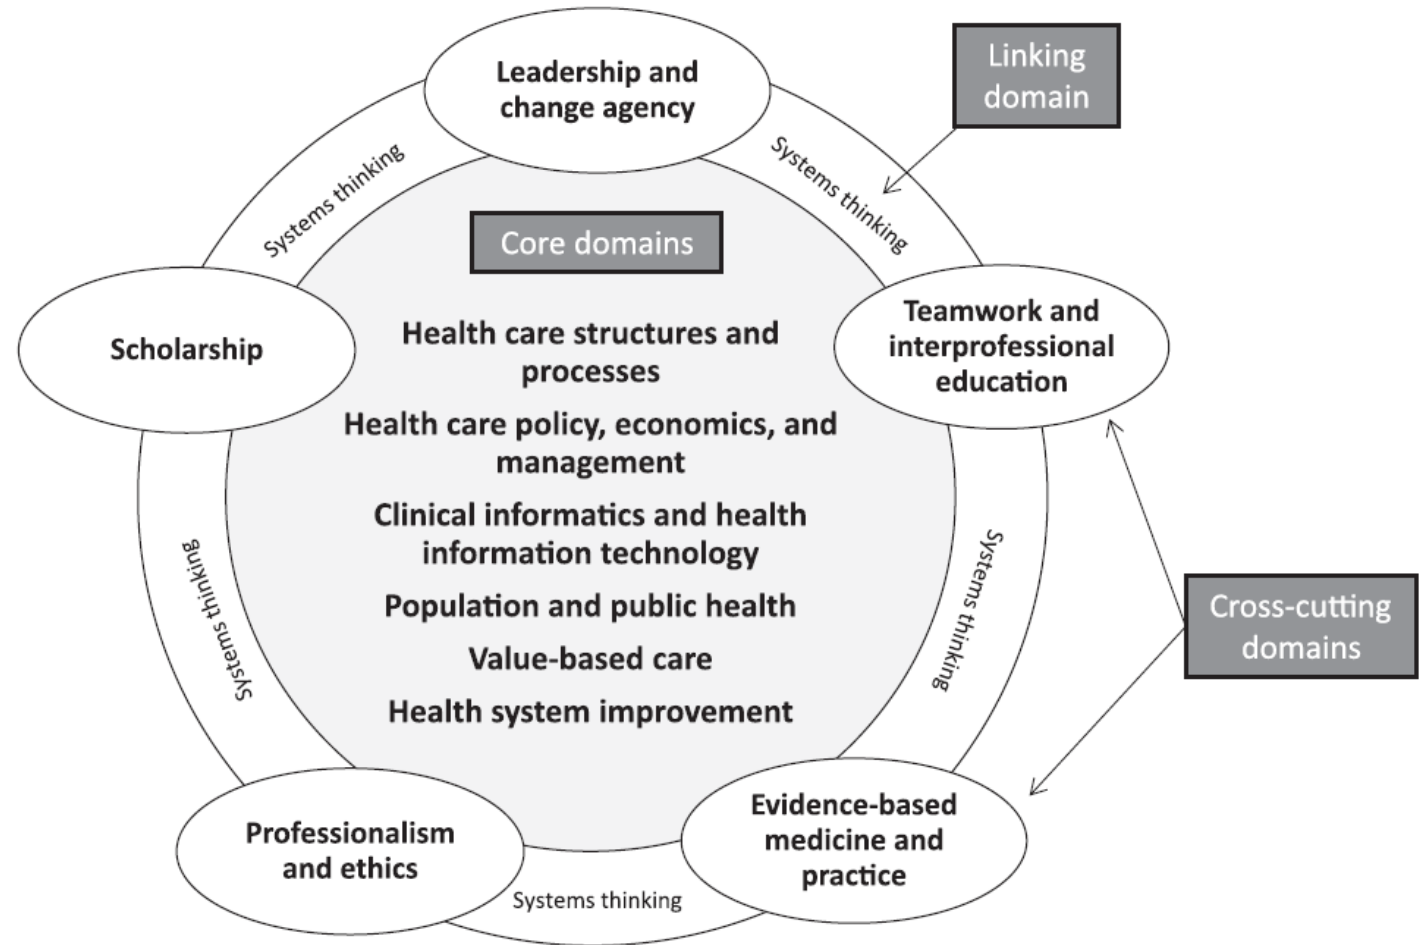 Leadership and
change agency
Linking
domain
Systems thinking
Systems thinking
Core domains
Scholarship
Teamwork and
interprofessional
education
Health care structures and
processes
Health care policy, economics, and
management
Clinical informatics and health
information technology
Population and public health
Value-based care
Health system improvement
Systems thinking
Systems thinking
Cross-cutting
domains
Professionalism
and ethics
Evidence-based
medicine and
practice
Systems thinking